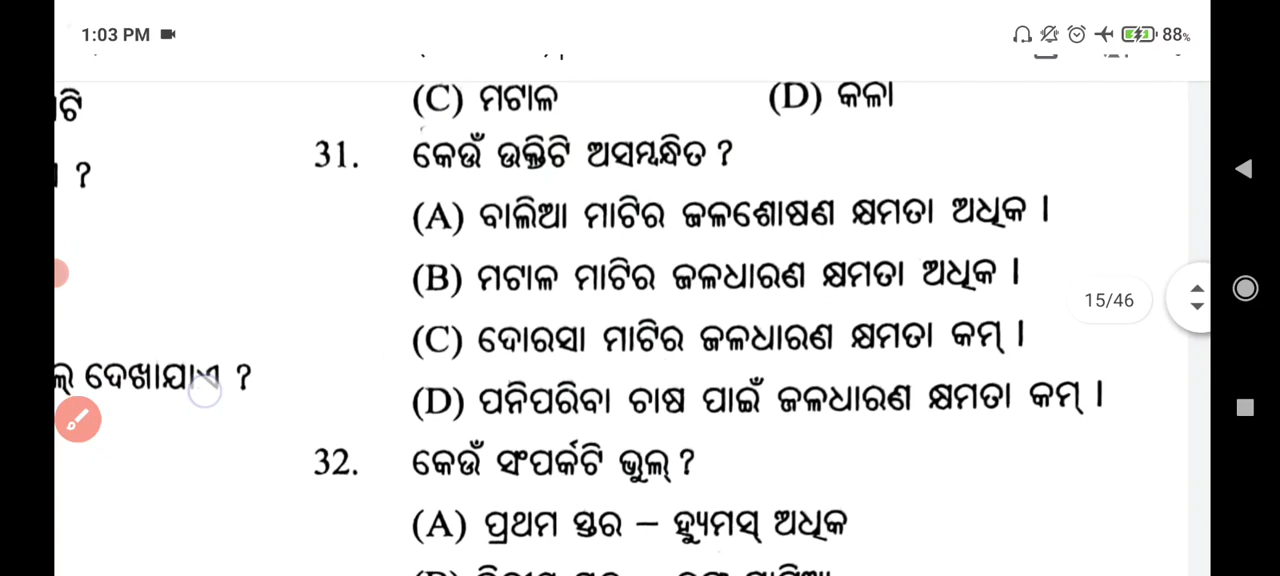 1:03 PM
88%
(C) ମଟାଳ (D) କଳା
31. କେଉଁ ଉକ୍ତିଟି ଅସମ୍ବନ୍ଧିତ ?
(A) ବାଲିଆ ମାଟିର ଜଳଶୋଷଣ କ୍ଷମତା ଅଧିକ ।
(B) ମଟାଳ ମାଟିର ଜଳଧାରଣ କ୍ଷମତା ଅଧିକ ।
15/46
(C) ଦୋରସା ମାଟିର ଜଳଧାରଣ କ୍ଷମତା କମ୍ ।
ଦେଖାଯାଏ ?
(D) ପନିପରିବା ଚାଷ ପାଇଁ ଜଳଧାରଣ କ୍ଷମତା କମ୍ ।
32. କେଉଁ ସଂପର୍କଟି ଭୁଲ୍ ?
(A) ପ୍ରଥମ ସ୍ତର – ହ୍ୟୁମସ୍ ଅଧିକ